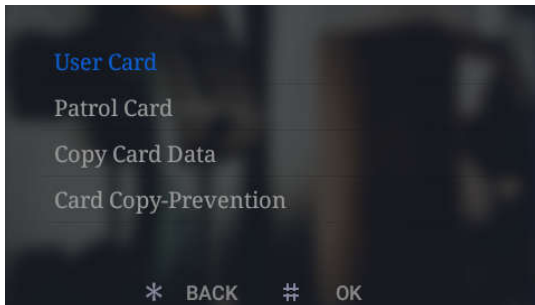 User Card
Patrol Card
Copy Card Data
Card Copy-Prevention
* BACK # OK